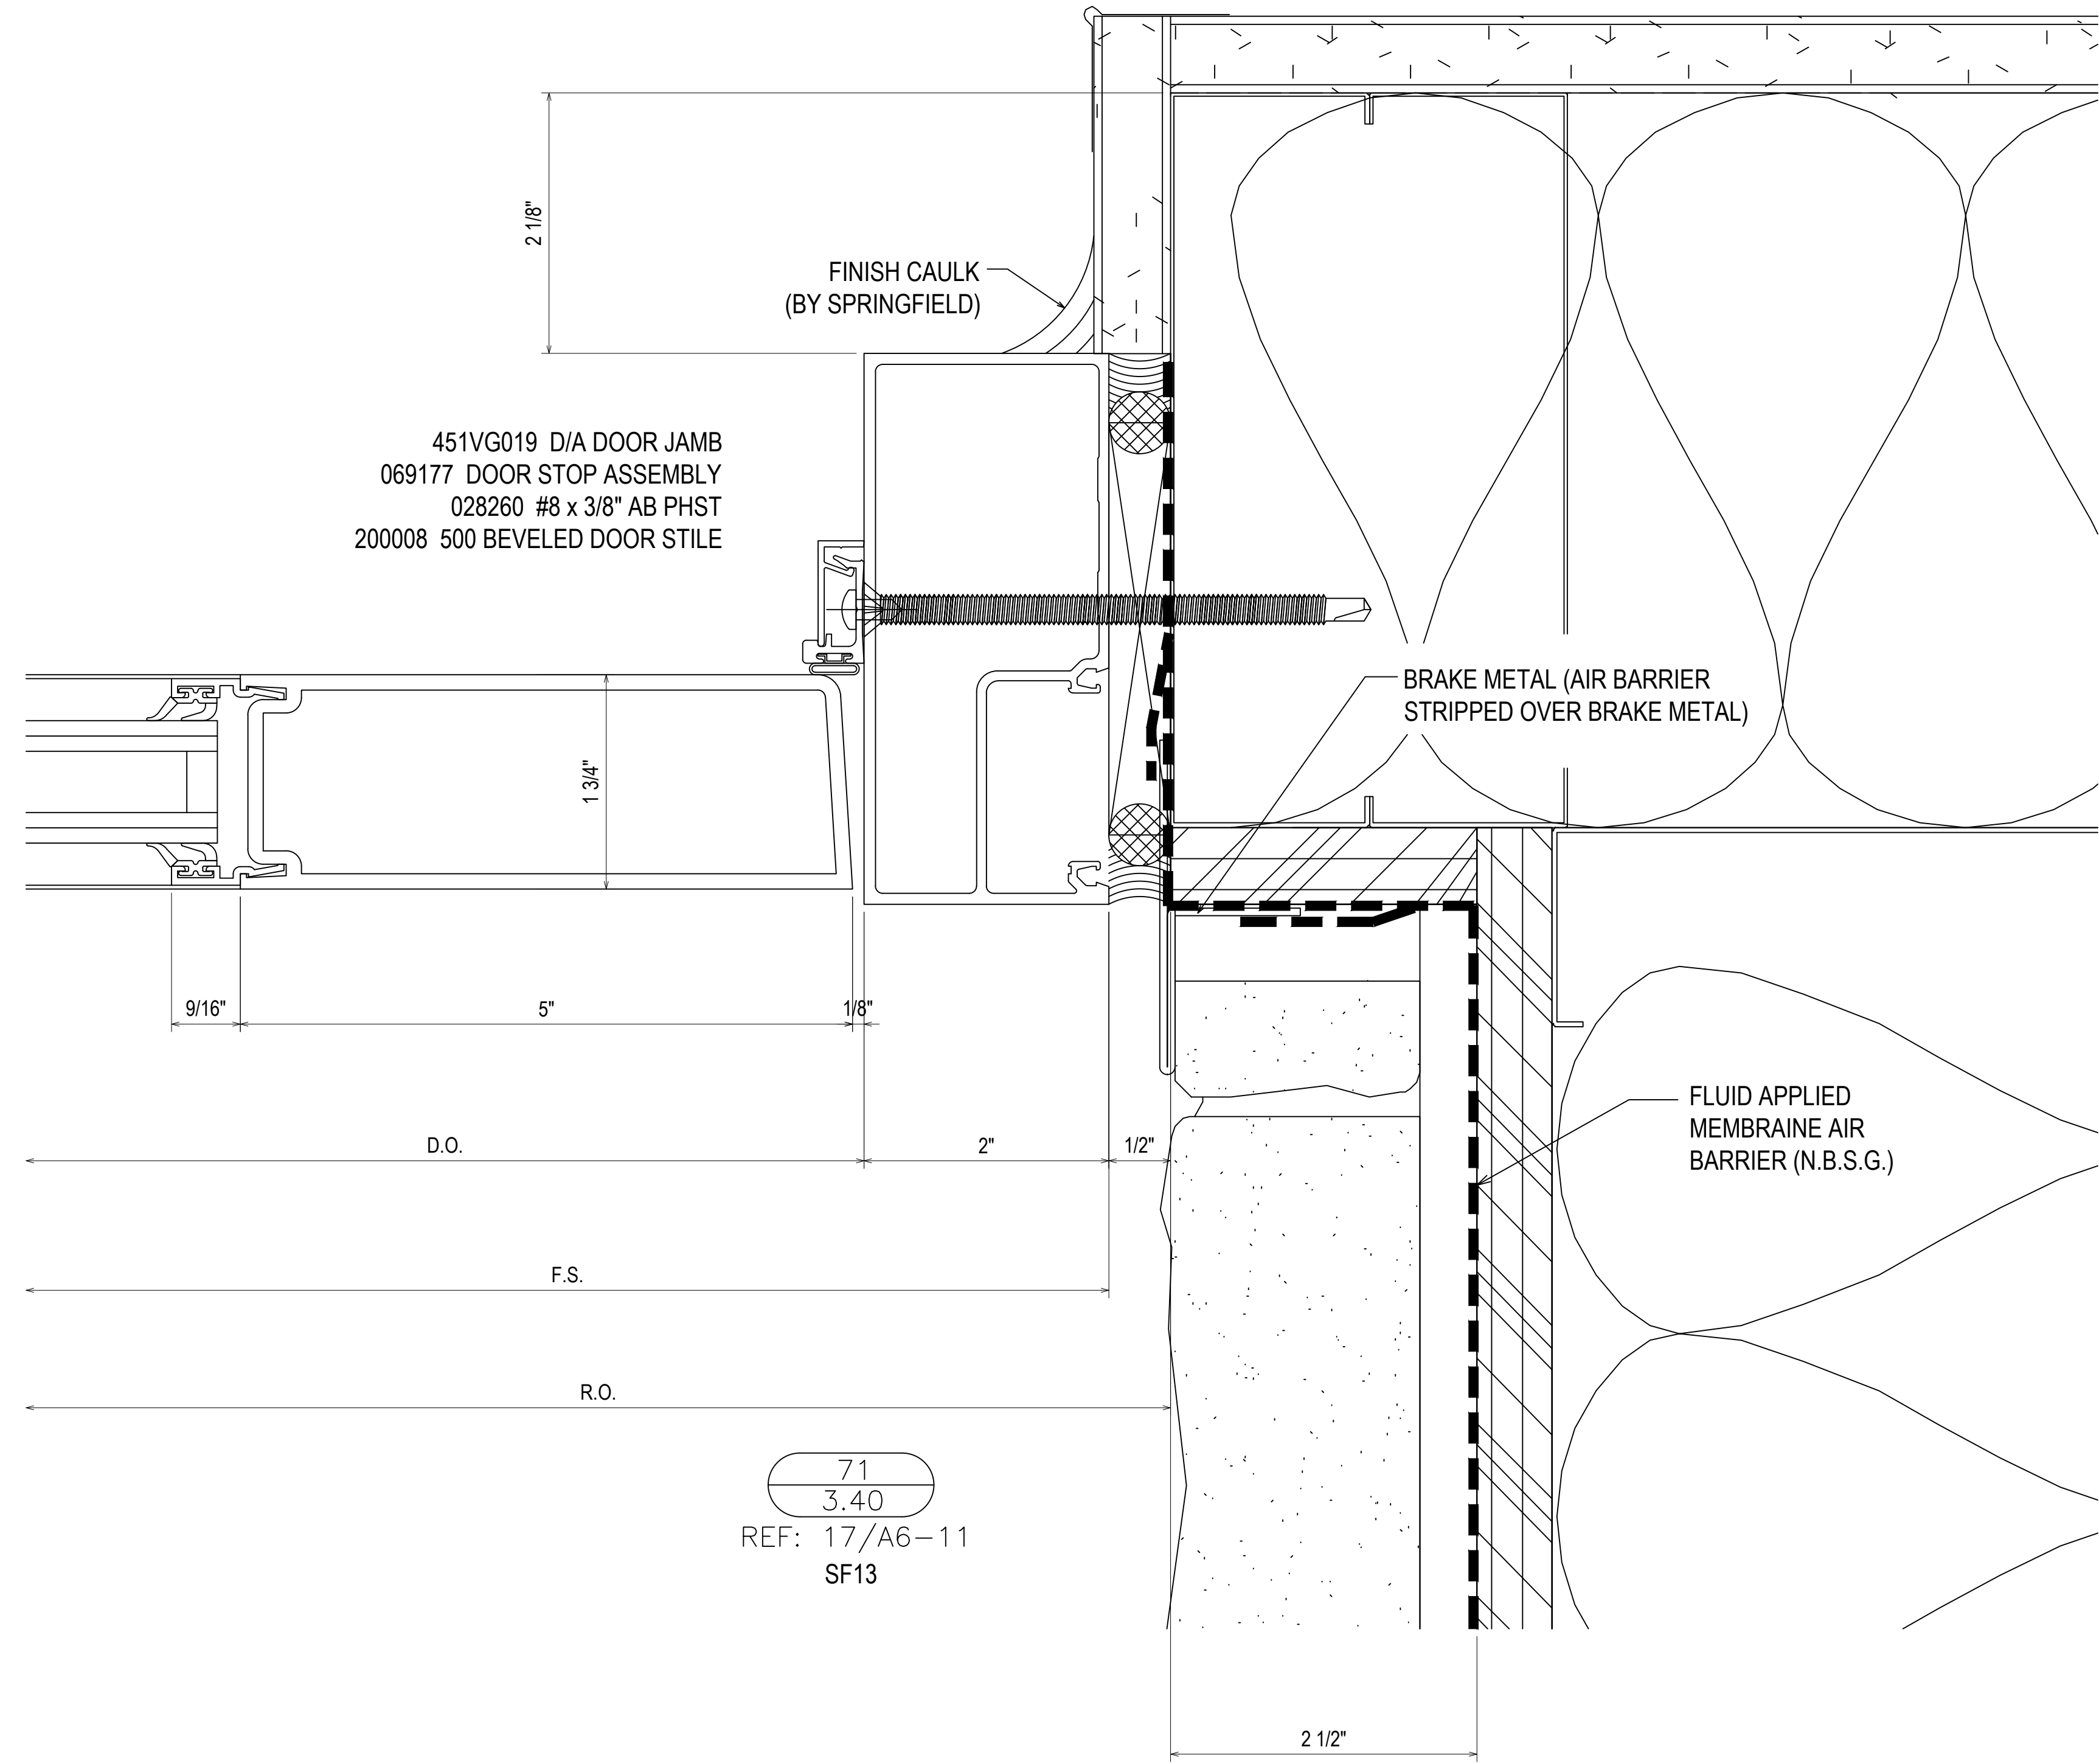 2 1/8"
FINISH CAULK
(BY SPRINGFIELD)
451VG019  D/A DOOR JAMB
069177  DOOR STOP ASSEMBLY
028260  #8 x 3/8" AB PHST
200008  500 BEVELED DOOR STILE
BRAKE METAL (AIR BARRIER
STRIPPED OVER BRAKE METAL)
1 3/4"
9/16"
5"
1/8"
FLUID APPLIED
MEMBRAINE AIR
BARRIER (N.B.S.G.)
D.O.
2"
1/2"
F.S.
R.O.
71
3.40
REF: 17/A6-11
SF13
2 1/2"